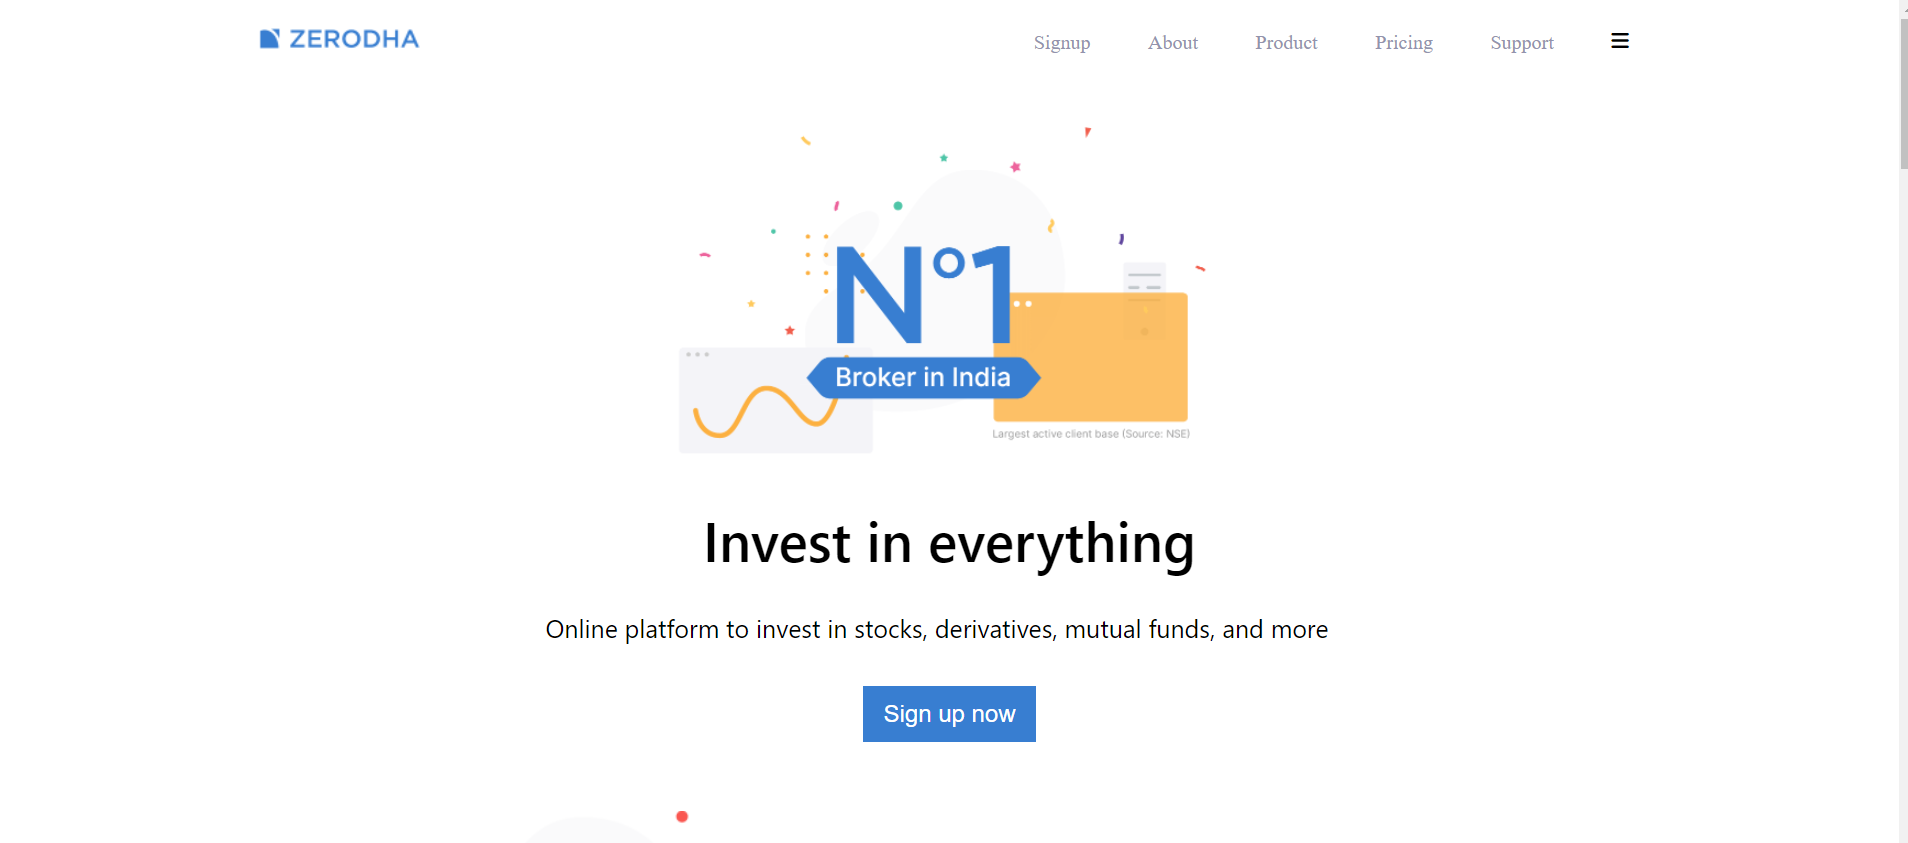 ZERODHA
Signup About Product Pricing Support
N°1
Broker in India
Largest active client base (Source: NSE)
Invest in everything
Online platform to invest in stocks, derivatives, mutual funds, and more
Sign up now